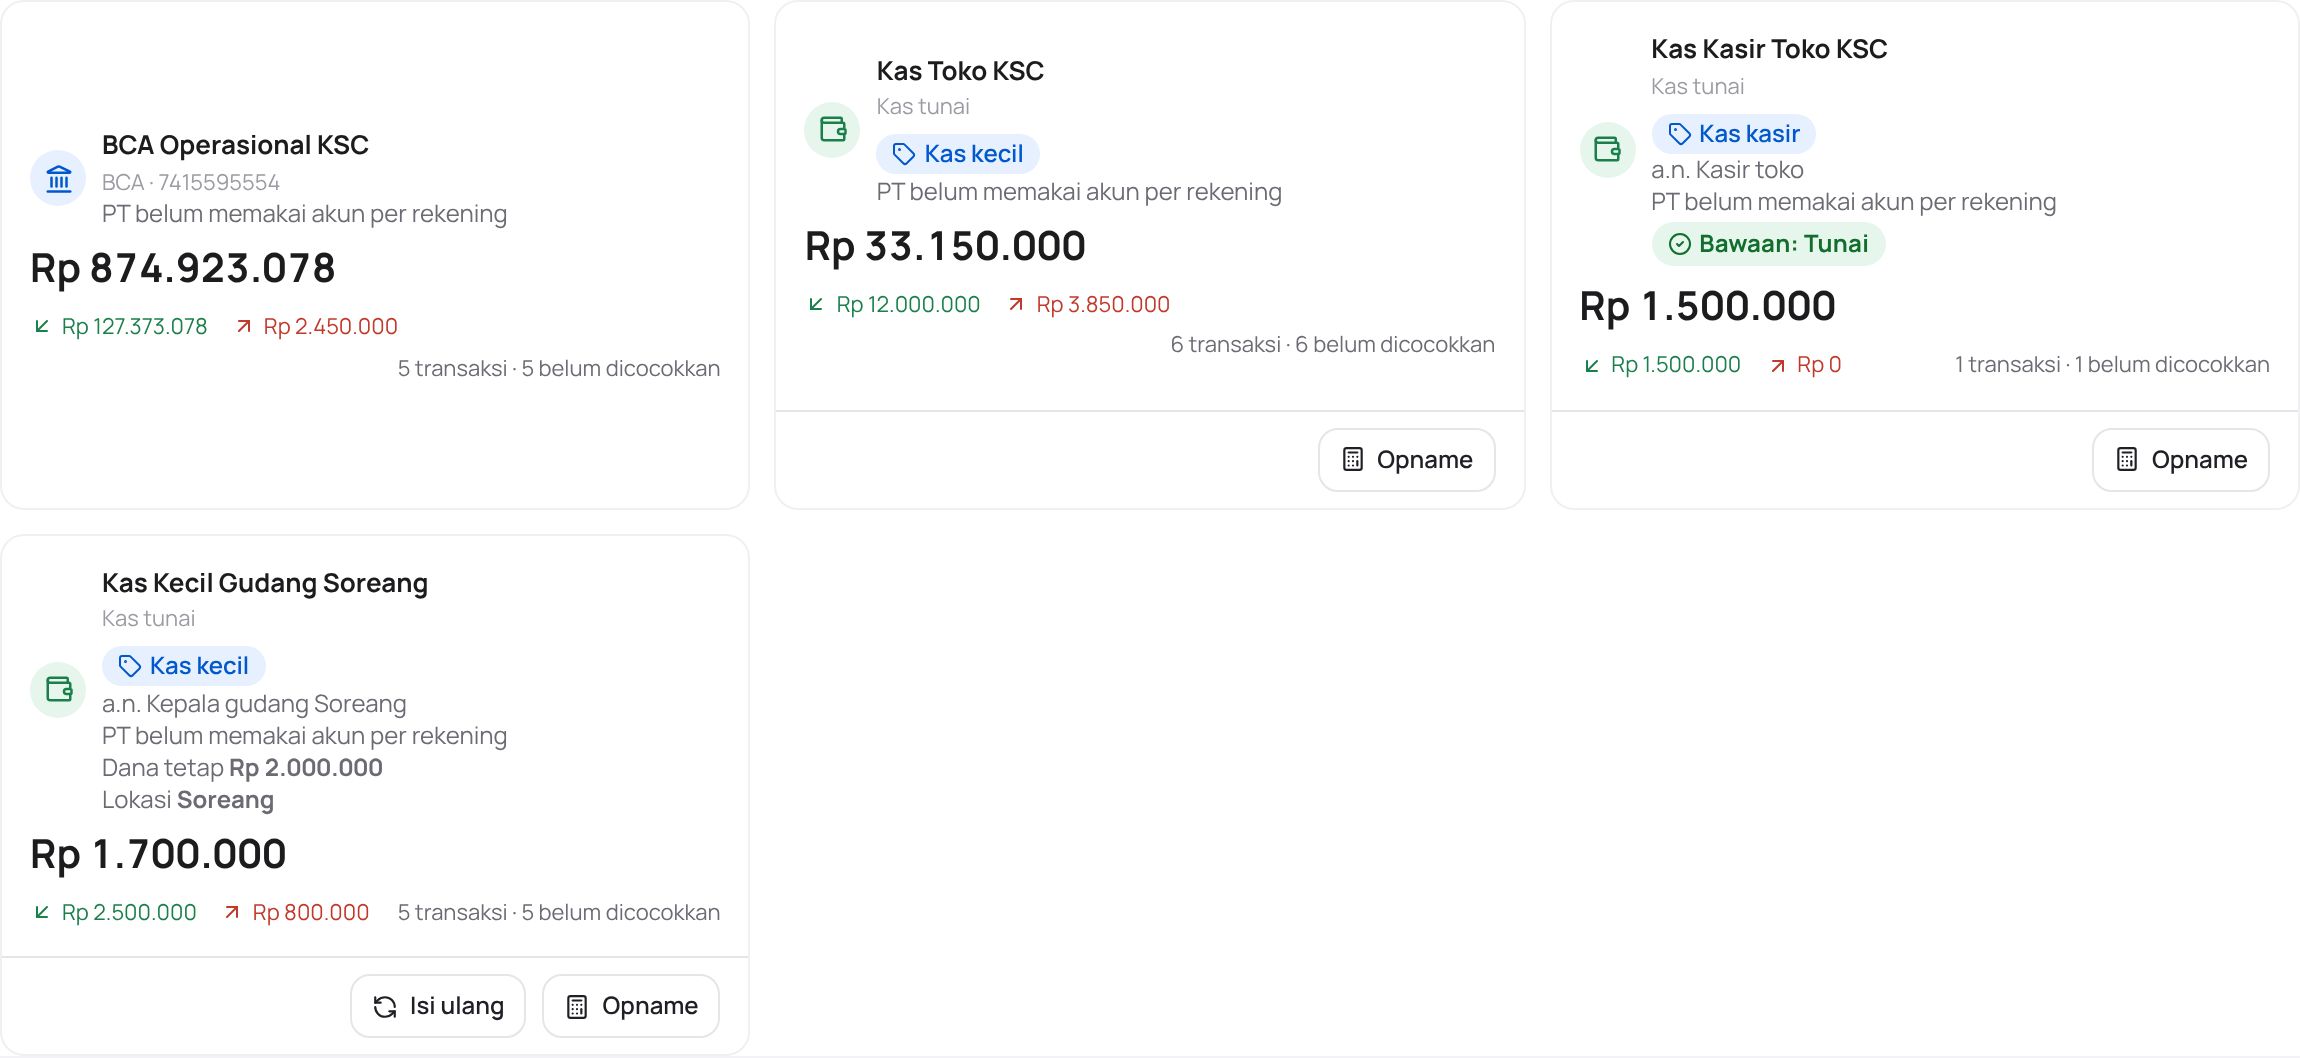 BCA Operasional KSC
BCA · 7415595554
PT belum memakai akun per rekening
Rp 874.923.078
Rp 127.373.078 Rp 2.450.000
5 transaksi · 5 belum dicocokkan
Kas Toko KSC
Kas tunai
Kas kecil
PT belum memakai akun per rekening
Rp 33.150.000
Rp 12.000.000 Rp 3.850.000
6 transaksi · 6 belum dicocokkan
Opname
Kas Kasir Toko KSC
Kas tunai
Kas kasir
a.n. Kasir toko
PT belum memakai akun per rekening
Bawaan: Tunai
Rp 1.500.000
Rp 1.500.000 Rp 0 1 transaksi · 1 belum dicocokkan
Opname
Kas Kecil Gudang Soreang
Kas tunai
Kas kecil
a.n. Kepala gudang Soreang
PT belum memakai akun per rekening
Dana tetap Rp 2.000.000
Lokasi Soreang
Rp 1.700.000
Rp 2.500.000 Rp 800.000 5 transaksi · 5 belum dicocokkan
Isi ulang Opname